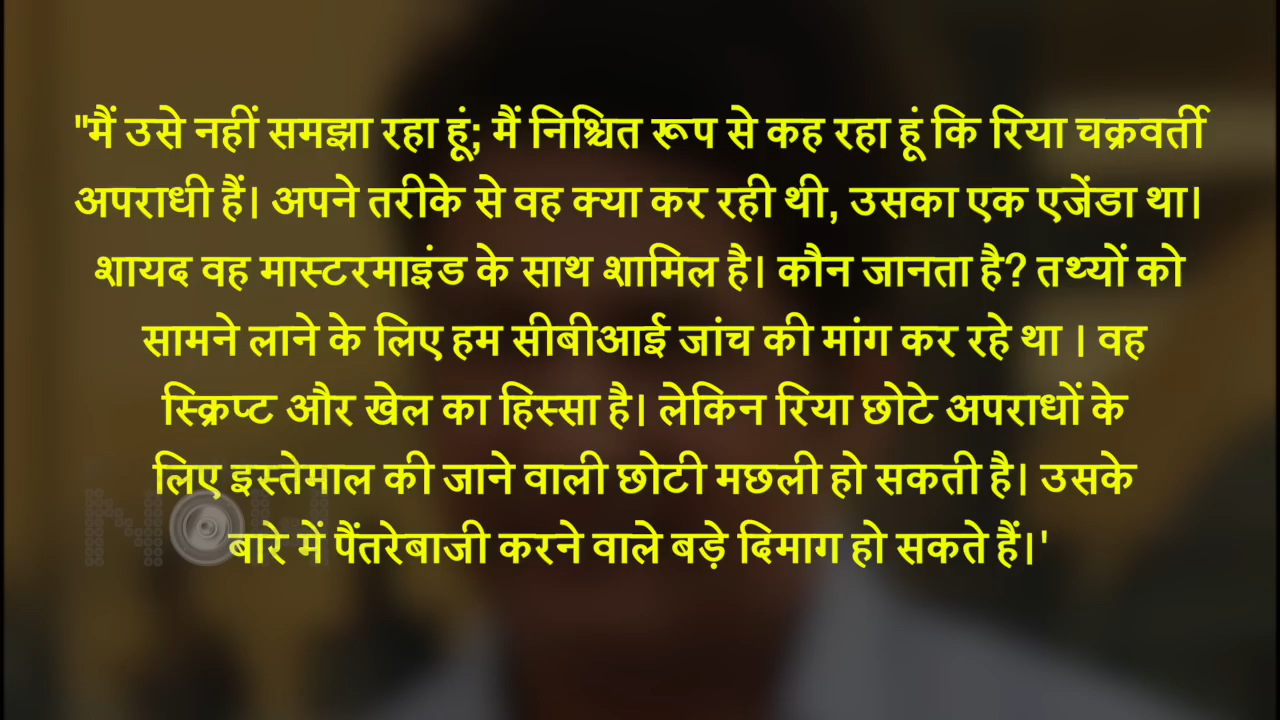 "मैं उसे नहीं समझा रहा हूं; मैं निश्चित रूप से कह रहा हूं कि रिया चक्रवर्ती
अपराधी हैं। अपने तरीके से वह क्या कर रही थी, उसका एक एजेंडा था।
शायद वह मास्टरमाइंड के साथ शामिल है। कौन जानता है? तथ्यों को
सामने लाने के लिए हम सीबीआई जांच की मांग कर रहे था । वह
स्क्रिप्ट और खेल का हिस्सा है। लेकिन रिया छोटे अपराधों के
लिए इस्तेमाल की जाने वाली छोटी मछली हो सकती है। उसके
बारे में पैंतरेबाजी करने वाले बड़े दिमाग हो सकते हैं।'